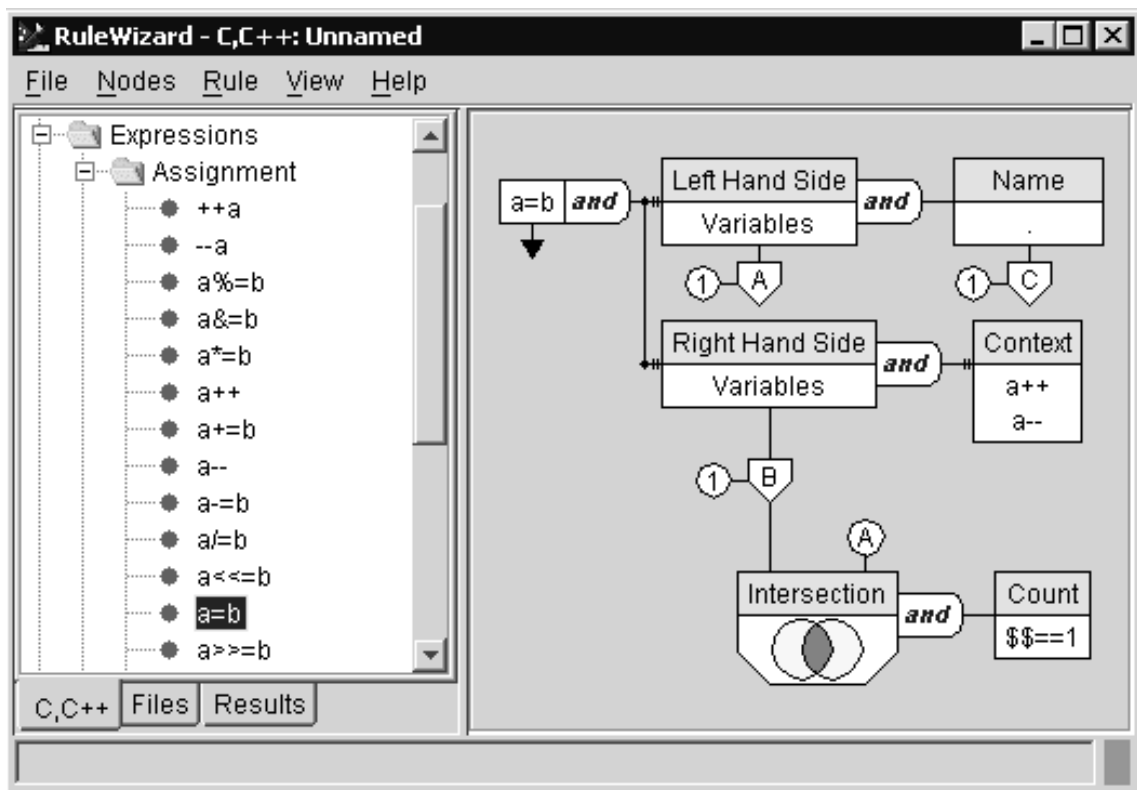 RuleWizard - C,C++: Unnamed
File Nodes Rule View Help
Expressions
Assignment
++a
--a
a%=b
a&=b
a*=b
a++
a+=b
a--
a-=b
a/=b
a<<=b
a=b
a>>=b
C,C++ Files Results
a=b and
Left Hand Side
Variables
and
Name
.
1 A
1 C
Right Hand Side
Variables
and
Context
a++
a--
1 B
A
Intersection
and
Count
$$==1